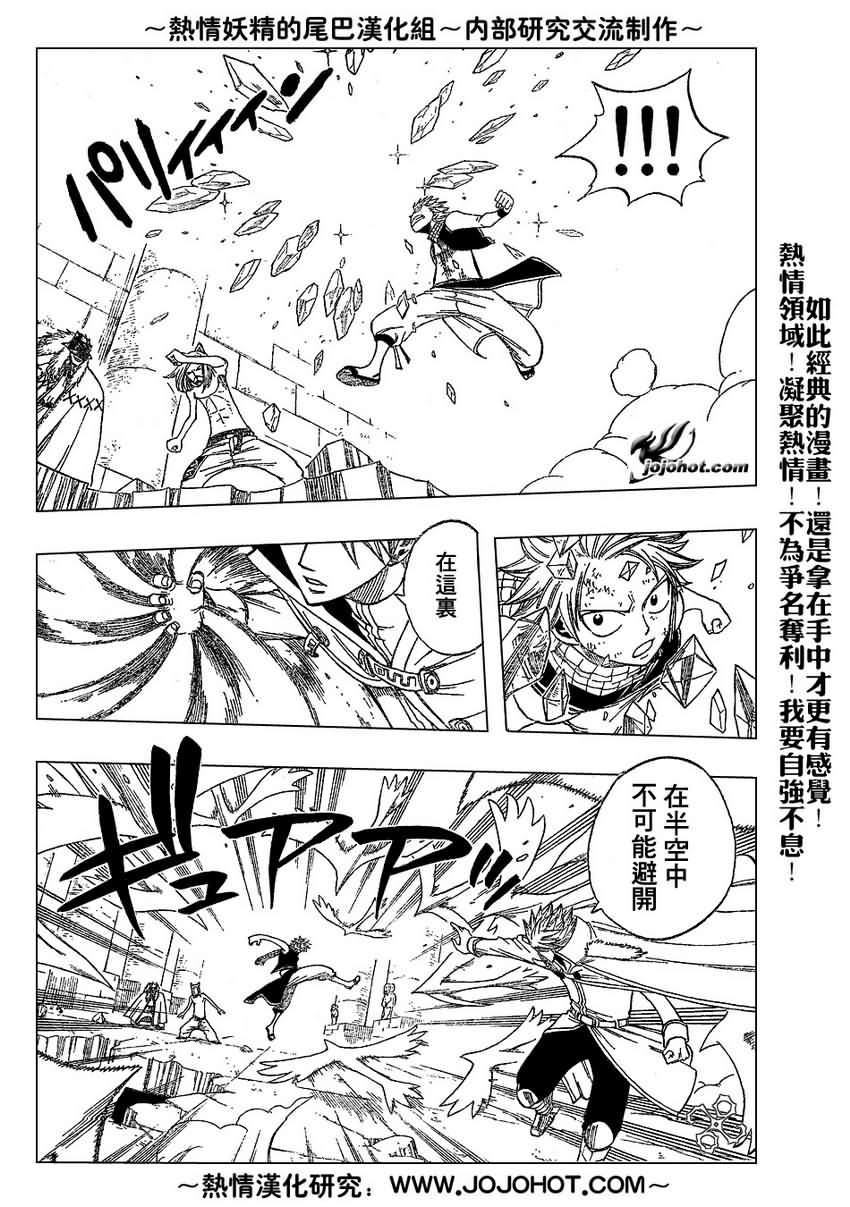 ～熱情妖精的尾巴漢化組～内部研究交流制作～
!!!
パリィィィン
jojohot.com
在這裏
在半空中
不可能避開
ギュアアッ
如此經典的漫畫！還是拿在手中才更有感覺！
熱情領域！凝聚熱情！不為爭名奪利！我要自強不息！
～熱情漢化研究：WWW.JOJOHOT.COM～